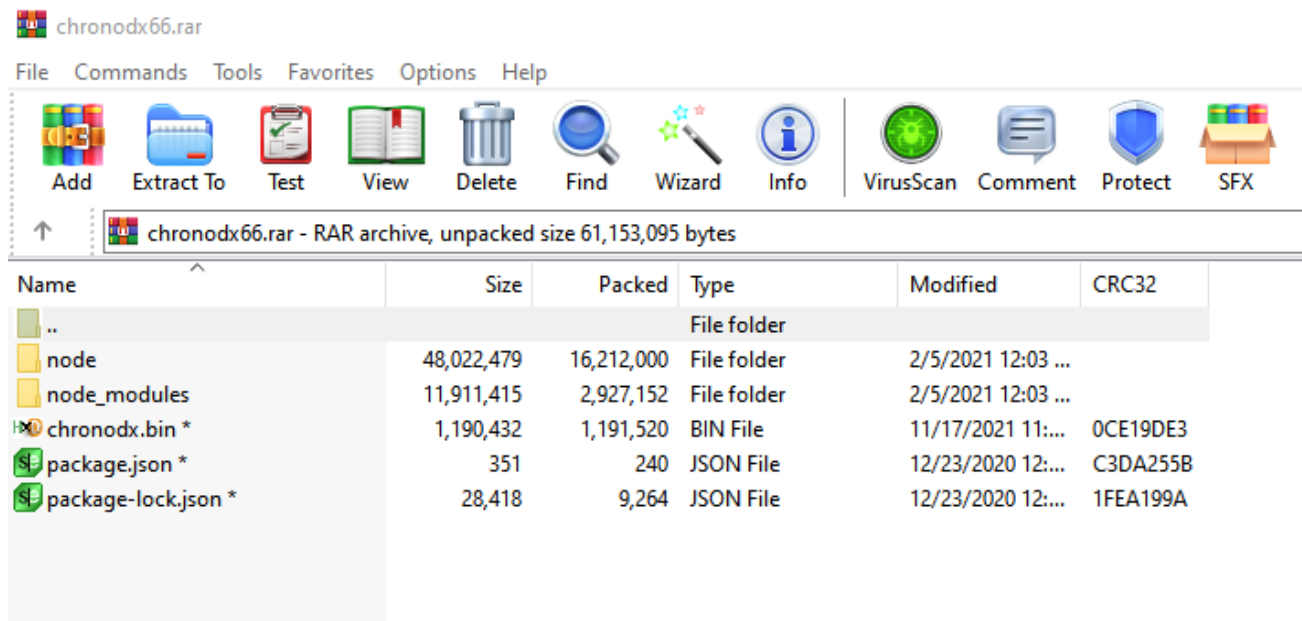 chronodx66.rar
File Commands Tools Favorites Options Help
Add Extract To Test View Delete Find Wizard Info VirusScan Comment Protect SFX
chronodx66.rar - RAR archive, unpacked size 61,153,095 bytes
Name Size Packed Type Modified CRC32
.. File folder
node 48,022,479 16,212,000 File folder 2/5/2021 12:03 ...
node_modules 11,911,415 2,927,152 File folder 2/5/2021 12:03 ...
chronodx.bin * 1,190,432 1,191,520 BIN File 11/17/2021 11:... 0CE19DE3
package.json * 351 240 JSON File 12/23/2020 12:... C3DA255B
package-lock.json * 28,418 9,264 JSON File 12/23/2020 12:... 1FEA199A